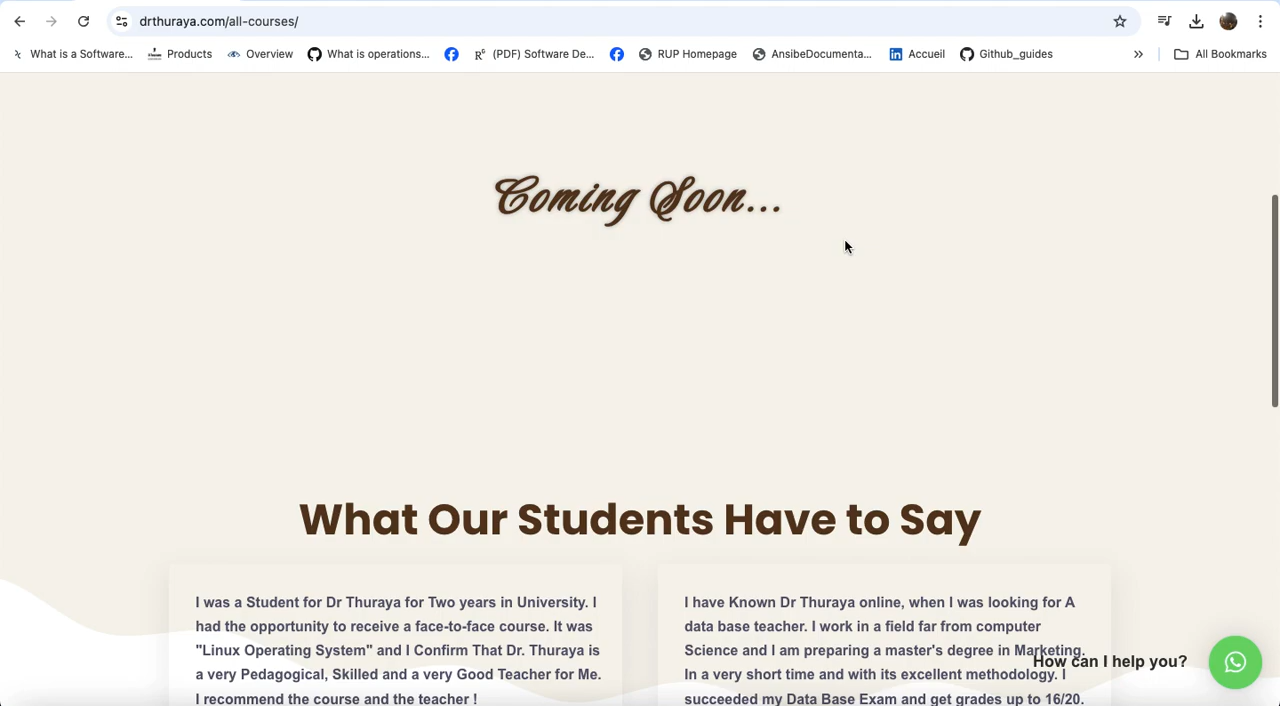 drthuraya.com/all-courses/
What is a Software...
Products
Overview
What is operations...
(PDF) Software De...
RUP Homepage
AnsibeDocumenta...
Accueil
Github_guides
All Bookmarks
Coming Soon...
What Our Students Have to Say
I was a Student for Dr Thuraya for Two years in University. I
had the opportunity to receive a face-to-face course. It was
"Linux Operating System" and I Confirm That Dr. Thuraya is
a very Pedagogical, Skilled and a very Good Teacher for Me.
I recommend the course and the teacher !
I have Known Dr Thuraya online, when I was looking for A
data base teacher. I work in a field far from computer
Science and I am preparing a master's degree in Marketing.
In a very short time and with its excellent methodology. I
succeeded my Data Base Exam and get grades up to 16/20.
How can I help you?